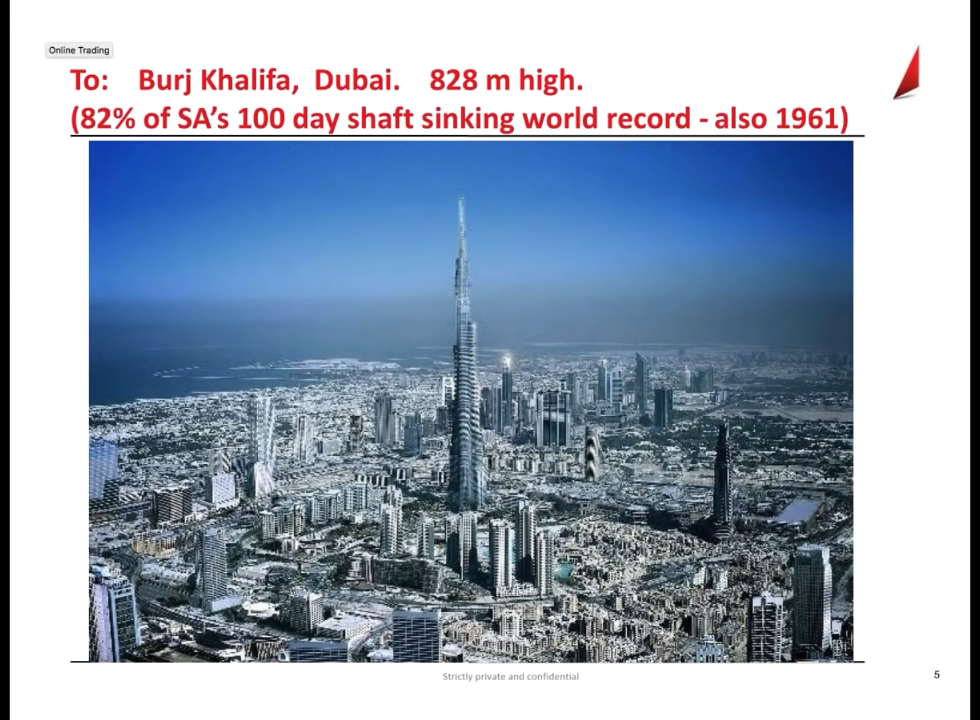 Online Trading
To: Burj Khalifa, Dubai. 828 m high.
(82% of SA's 100 day shaft sinking world record - also 1961)
Strictly private and confidential
5